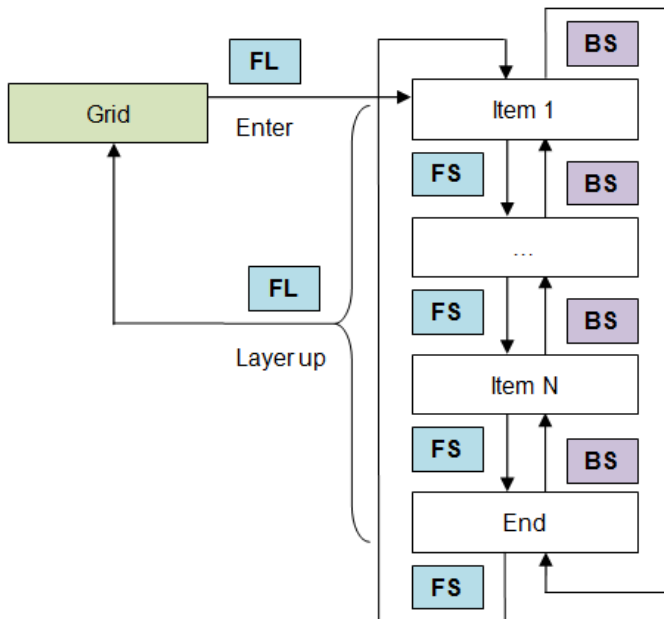 BS
FL
Grid
Item 1
Enter
FS
BS
...
FL
FS
BS
Layer up
Item N
FS
BS
End
FS